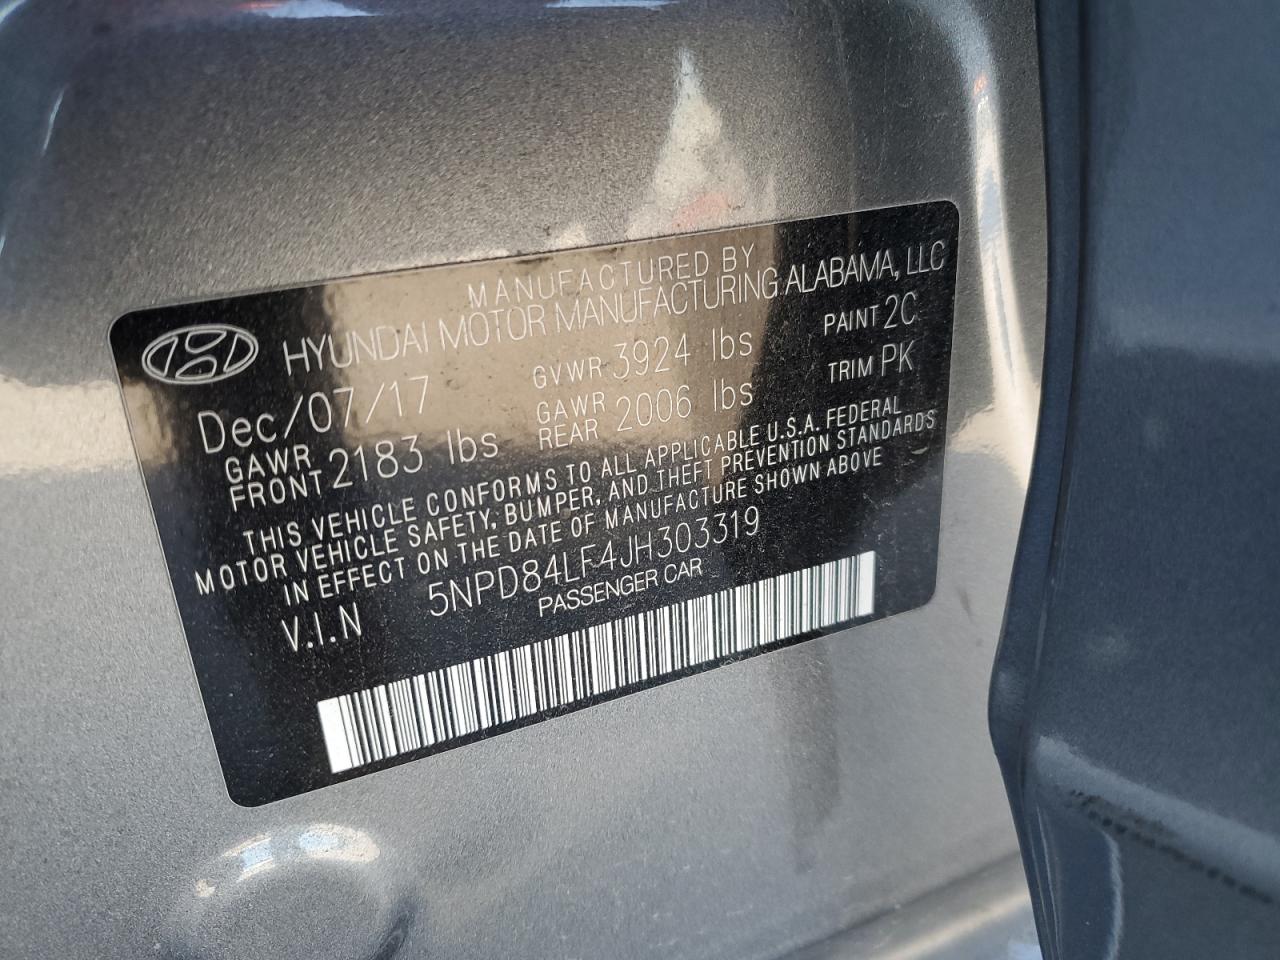 MANUFACTURED BY
HYUNDAI MOTOR MANUFACTURING ALABAMA, LLC
Dec/07/17 GVWR 3924 lbs PAINT 2C
GAWR FRONT 2183 lbs GAWR REAR 2006 lbs TRIM PK
THIS VEHICLE CONFORMS TO ALL APPLICABLE U.S.A. FEDERAL
MOTOR VEHICLE SAFETY, BUMPER, AND THEFT PREVENTION STANDARDS
IN EFFECT ON THE DATE OF MANUFACTURE SHOWN ABOVE
V.I.N 5NPD84LF4JH303319
PASSENGER CAR